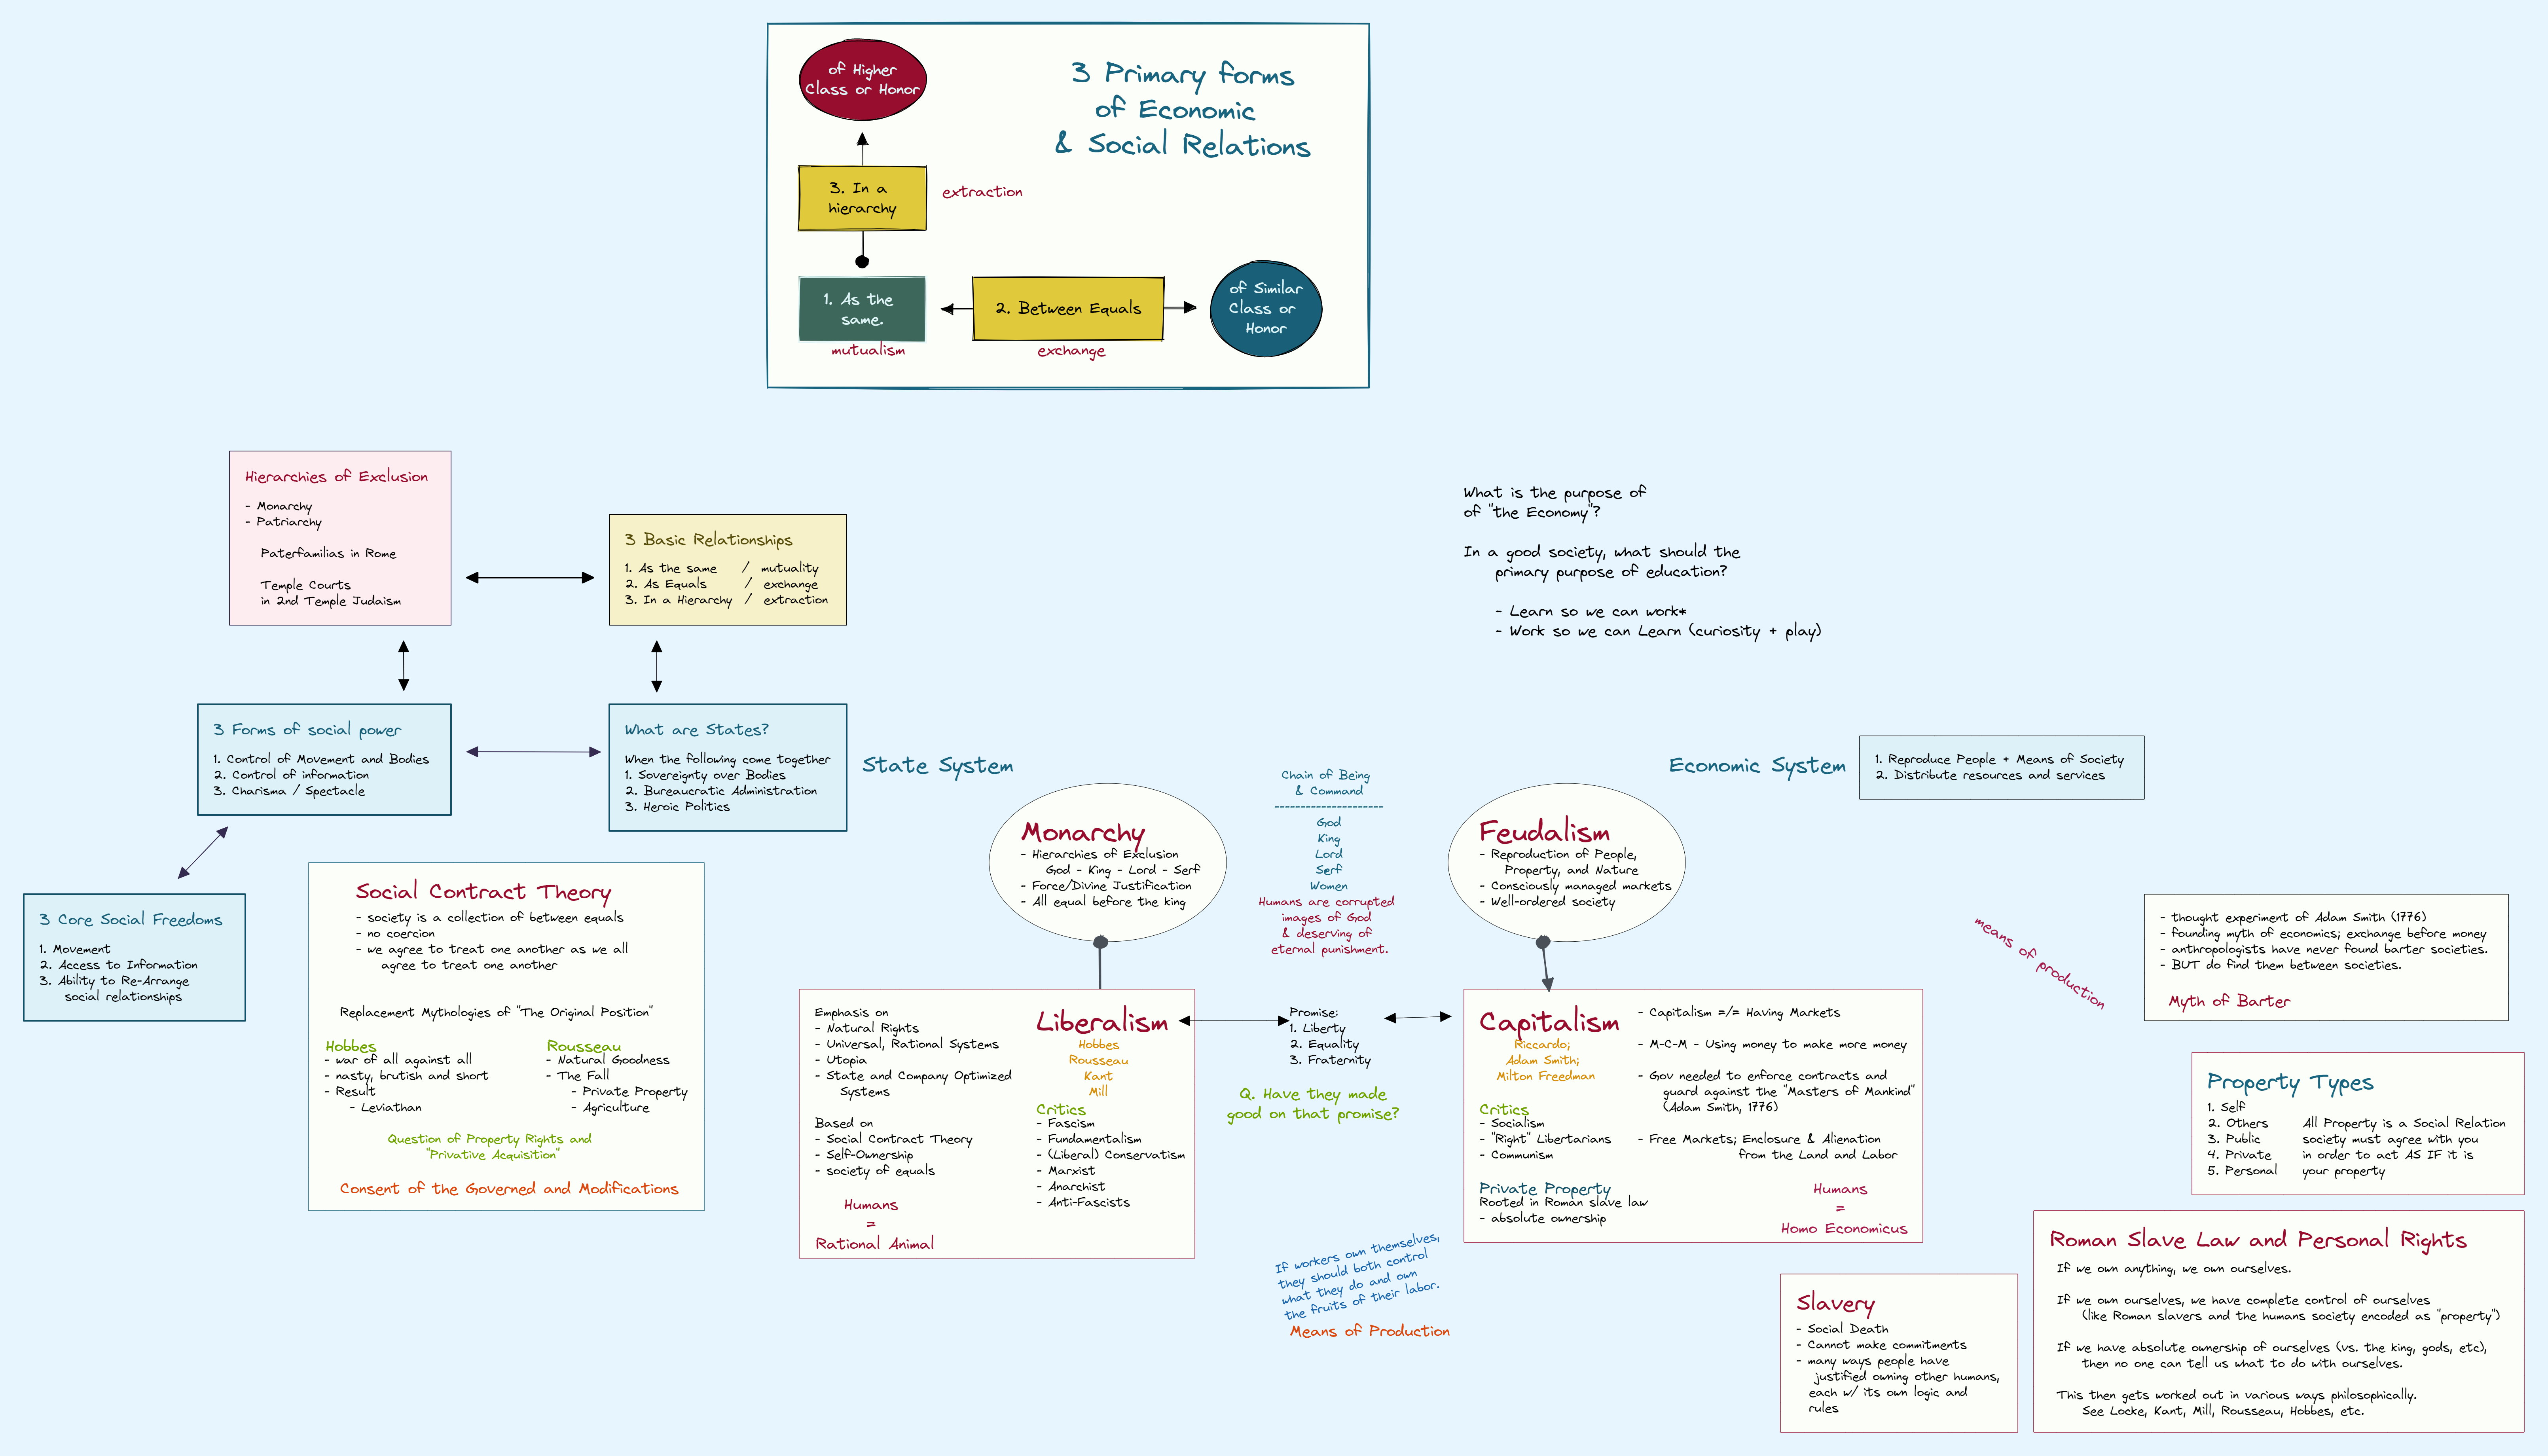 of Higher
Class or Honor
3 Primary forms
of Economic
& Social Relations
3. In a
hierarchy
extraction
1. As the
same.
mutualism
2. Between Equals
exchange
of Similar
Class or
Honor
Hierarchies of Exclusion
- Monarchy
- Patriarchy
Paterfamilias in Rome
Temple Courts
in 2nd Temple Judaism
3 Basic Relationships
1. As the same / mutuality
2. As Equals / exchange
3. In a Hierarchy / extraction
What is the purpose of
of "the Economy"?
In a good society, what should the
primary purpose of education?
- Learn so we can work*
- Work so we can Learn (curiosity + play)
3 Forms of social power
1. Control of Movement and Bodies
2. Control of information
3. Charisma / Spectacle
What are States?
When the following come together
1. Sovereignty over Bodies
2. Bureaucratic Administration
3. Heroic Politics
State System
Economic System
1. Reproduce People + Means of Society
2. Distribute resources and services
3 Core Social Freedoms
1. Movement
2. Access to Information
3. Ability to Re-Arrange
social relationships
Social Contract Theory
- society is a collection of between equals
- no coercion
- we agree to treat one another as we all
agree to treat one another
Replacement Mythologies of "The Original Position"
Hobbes
- war of all against all
- nasty, brutish and short
- Result
- Leviathan
Rousseau
- Natural Goodness
- The Fall
- Private Property
- Agriculture
Question of Property Rights and
"Privative Acquisition"
Consent of the Governed and Modifications
Monarchy
- Hierarchies of Exclusion
God - King - Lord - Serf
- Force/Divine Justification
- All equal before the king
Chain of Being
& Command
---------------------
God
King
Lord
Serf
Women
Humans are corrupted
images of God
& deserving of
eternal punishment.
Feudalism
- Reproduction of People,
Property, and Nature
- Consciously managed markets
- Well-ordered society
Emphasis on
- Natural Rights
- Universal, Rational Systems
- Utopia
- State and Company Optimized
Systems
Based on
- Social Contract Theory
- Self-Ownership
- society of equals
Humans
=
Rational Animal
Liberalism
Hobbes
Rousseau
Kant
Mill
Critics
- Fascism
- Fundamentalism
- (Liberal) Conservatism
- Marxist
- Anarchist
- Anti-Fascists
Promise:
1. Liberty
2. Equality
3. Fraternity
Q. Have they made
good on that promise?
Capitalism
Riccardo;
Adam Smith;
Milton Freedman
Critics
- Socialism
- "Right" Libertarians
- Communism
Private Property
Rooted in Roman slave law
- absolute ownership
- Capitalism =/= Having Markets
- M-C-M - Using money to make more money
- Gov needed to enforce contracts and
guard against the "Masters of Mankind"
(Adam Smith, 1776)
- Free Markets; Enclosure & Alienation
from the Land and Labor
Humans
=
Homo Economicus
If workers own themselves,
they should both control
what they do and own
the fruits of their labor.
Means of Production
means of production
- thought experiment of Adam Smith (1776)
- founding myth of economics; exchange before money
- anthropologists have never found barter societies.
- BUT do find them between societies.
Myth of Barter
Property Types
1. Self
2. Others
3. Public
4. Private
5. Personal
All Property is a Social Relation
society must agree with you
in order to act AS IF it is
your property
Slavery
- Social Death
- Cannot make commitments
- many ways people have
justified owning other humans,
each w/ its own logic and
rules
Roman Slave Law and Personal Rights
If we own anything, we own ourselves.
If we own ourselves, we have complete control of ourselves
(like Roman slavers and the humans society encoded as "property")
If we have absolute ownership of ourselves (vs. the king, gods, etc),
then no one can tell us what to do with ourselves.
This then gets worked out in various ways philosophically.
See Locke, Kant, Mill, Rousseau, Hobbes, etc.